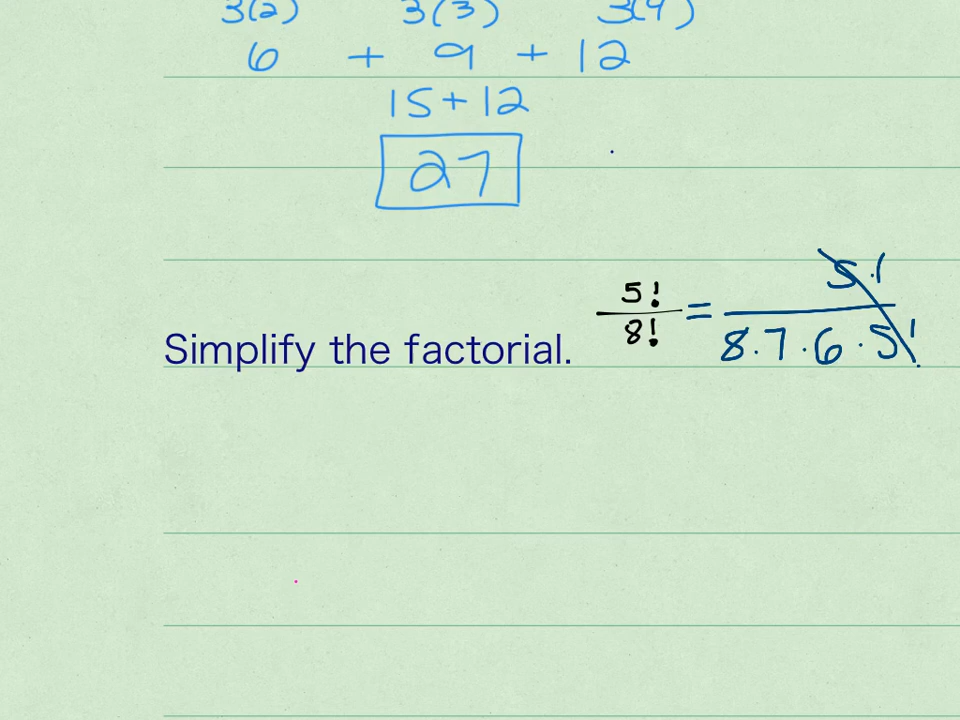 3(2) 3(3) 3(4)
6 + 9 + 12
15 + 12
27
Simplify the factorial. 5!/8! = 5!/8·7·6·5!